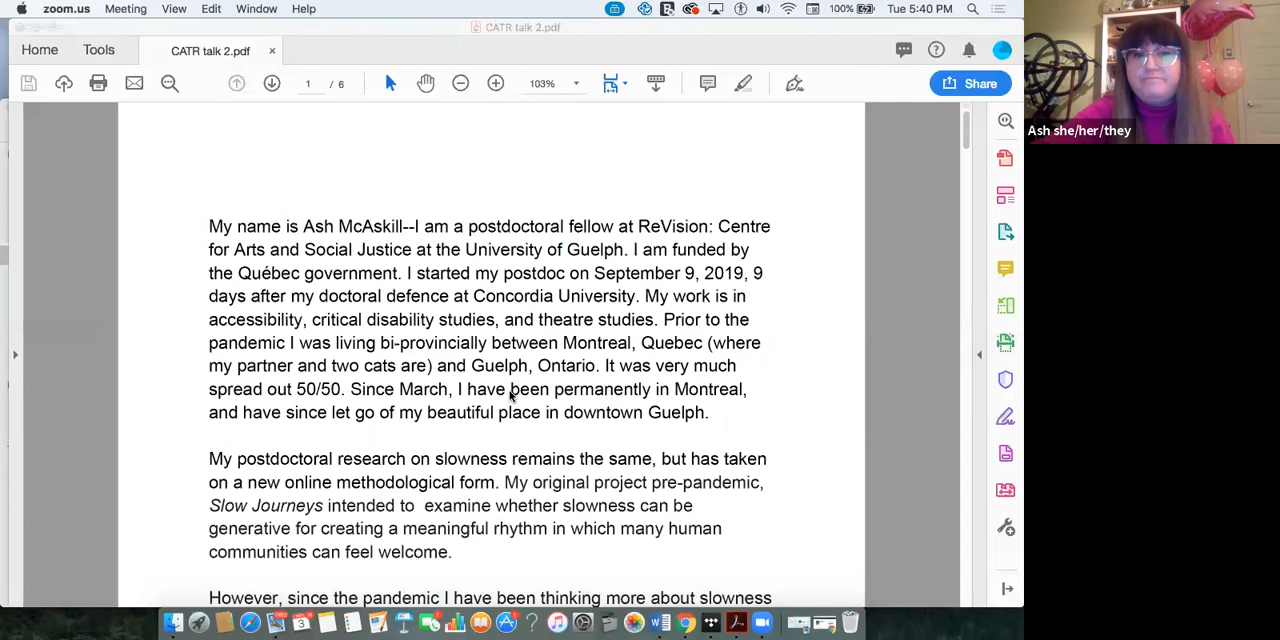 zoom.us Meeting View Edit Window Help 100% Tue 5:40 PM
CATR talk 2.pdf
Home Tools CATR talk 2.pdf ×
1 / 6 103% Share
Ash she/her/they
My name is Ash McAskill--I am a postdoctoral fellow at ReVision: Centre
for Arts and Social Justice at the University of Guelph. I am funded by
the Québec government. I started my postdoc on September 9, 2019, 9
days after my doctoral defence at Concordia University. My work is in
accessibility, critical disability studies, and theatre studies. Prior to the
pandemic I was living bi-provincially between Montreal, Quebec (where
my partner and two cats are) and Guelph, Ontario. It was very much
spread out 50/50. Since March, I have been permanently in Montreal,
and have since let go of my beautiful place in downtown Guelph.
My postdoctoral research on slowness remains the same, but has taken
on a new online methodological form. My original project pre-pandemic,
Slow Journeys intended to examine whether slowness can be
generative for creating a meaningful rhythm in which many human
communities can feel welcome.
However, since the pandemic I have been thinking more about slowness